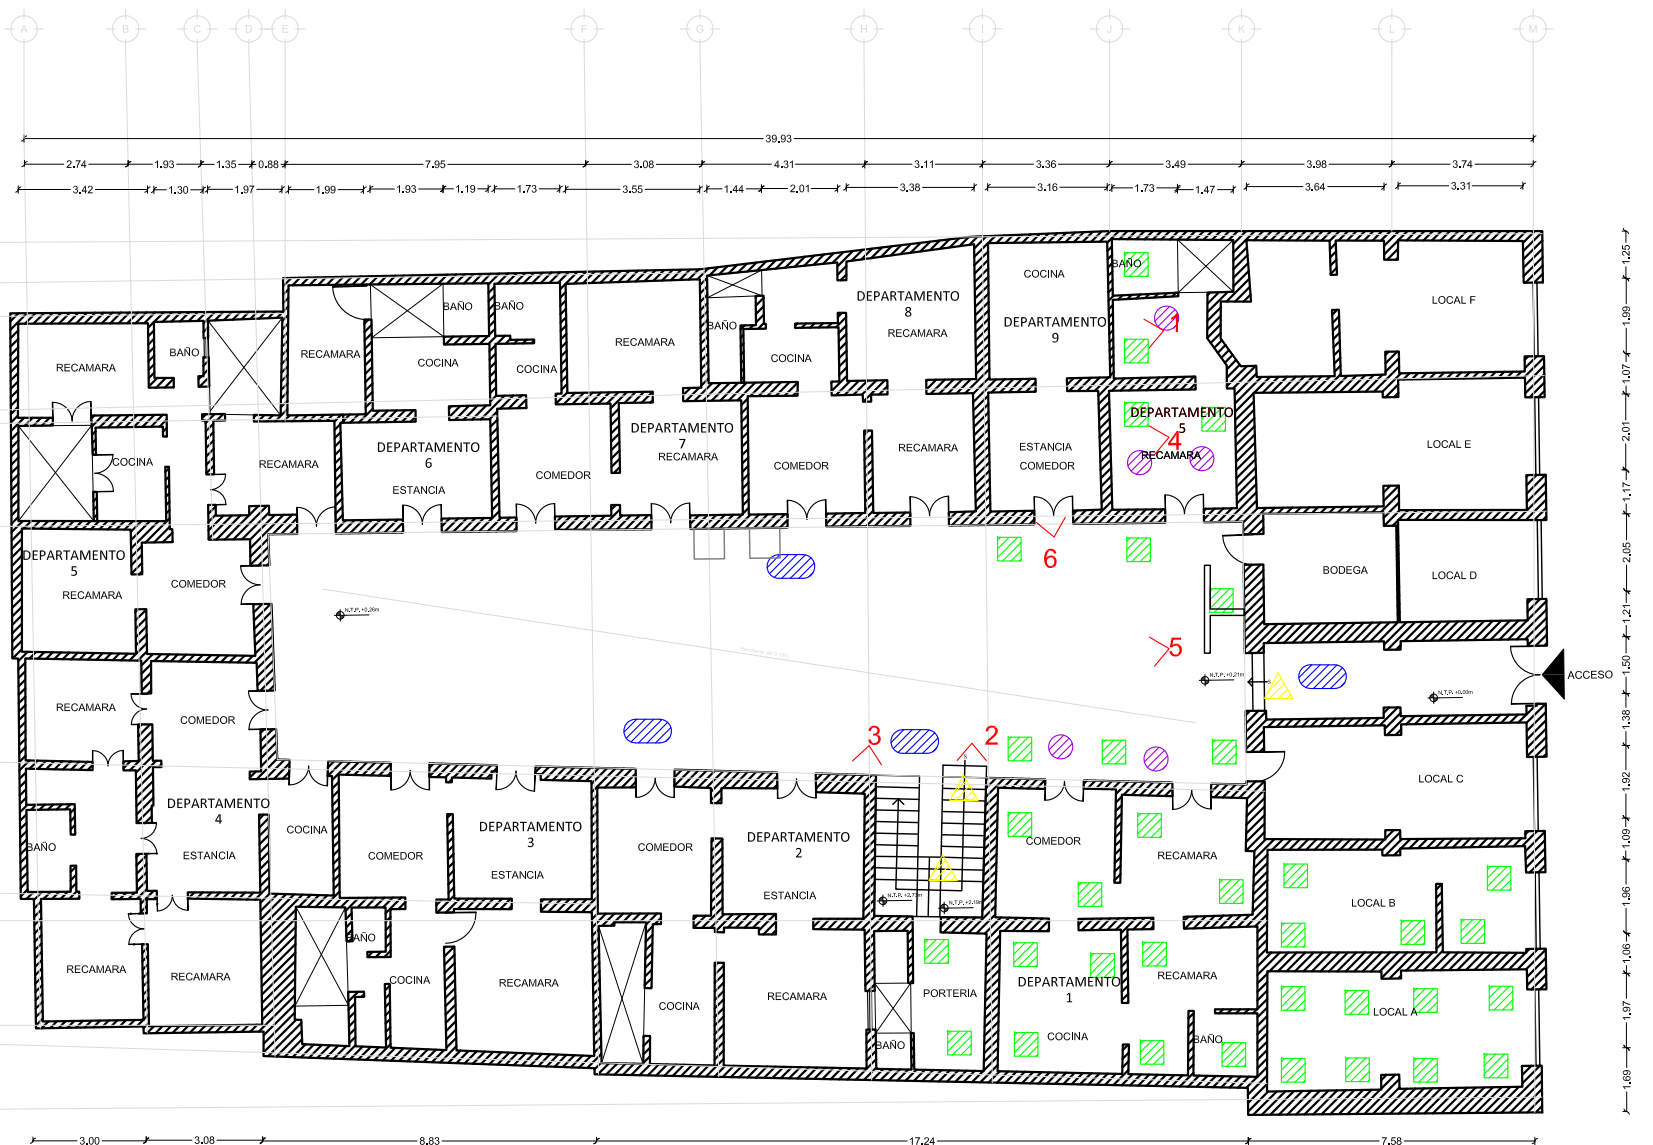 A B C D E F G H I J K L M
39.93
2.74 1.93 1.35 0.88 7.95 3.08 4.31 3.11 3.36 3.49 3.98 3.74
3.42 1.30 1.97 1.99 1.93 1.19 1.73 3.55 1.44 2.01 3.38 3.16 1.73 1.47 3.64 3.31
1.25
1.99
1.07
2.01
1.17
2.05
1.21
1.50
1.38
1.92
1.09
1.96
1.06
1.97
1.69
RECAMARA
BAÑO
RECAMARA
BAÑO
COCINA
BAÑO
COCINA
RECAMARA
BAÑO
COCINA
DEPARTAMENTO
8
RECAMARA
COCINA
DEPARTAMENTO
9
BAÑO
1
LOCAL F
COCINA
RECAMARA
DEPARTAMENTO
6
ESTANCIA
COMEDOR
DEPARTAMENTO
7
RECAMARA
COMEDOR
RECAMARA
ESTANCIA
COMEDOR
DEPARTAMENTO
5
4
RECAMARA
LOCAL E
DEPARTAMENTO
5
RECAMARA
COMEDOR
6
BODEGA
LOCAL D
N.T.P. +0.26m
5
N.T.P. +0.21m
S
N.T.P. +0.00m
ACCESO
RECAMARA
COMEDOR
3
2
S
LOCAL C
DEPARTAMENTO
4
ESTANCIA
BAÑO
COCINA
COMEDOR
DEPARTAMENTO
3
ESTANCIA
COMEDOR
DEPARTAMENTO
2
ESTANCIA
COMEDOR
RECAMARA
LOCAL B
RECAMARA
RECAMARA
BAÑO
COCINA
RECAMARA
COCINA
RECAMARA
BAÑO
PORTERIA
DEPARTAMENTO
1
COCINA
RECAMARA
BAÑO
LOCAL A
3.00 3.08 8.83 17.24 7.58